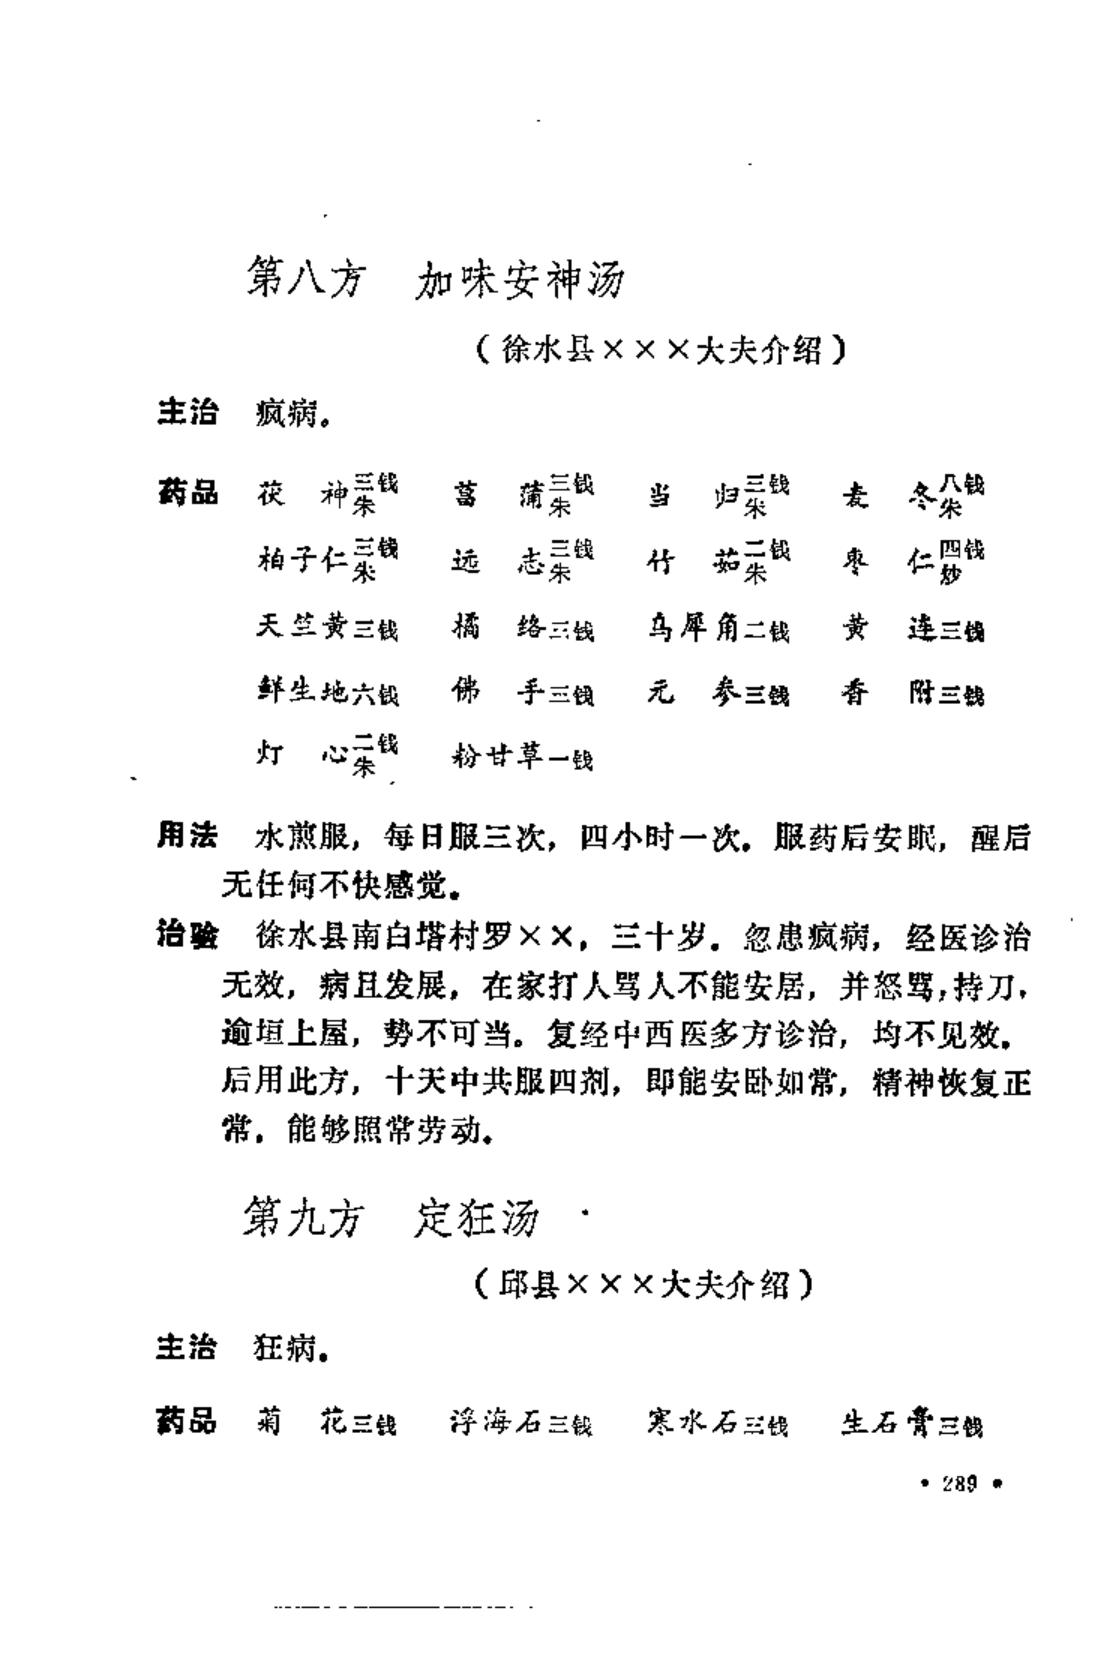 第八方 加味安神汤
（徐水县×××大夫介绍）
主治 疯病。
药品 茯神三钱朱 菖蒲三钱朱 当归三钱朱 麦冬八钱朱
柏子仁三钱朱 远志三钱朱 竹茹二钱朱 枣仁四钱炒
天竺黄三钱 橘络三钱 乌犀角二钱 黄连三钱
鲜生地六钱 佛手三钱 元参三钱 香附三钱
灯心二钱朱 粉甘草一钱
用法 水煎服，每日服三次，四小时一次。服药后安眠，醒后
无任何不快感觉。
治验 徐水县南白塔村罗××，三十岁。忽患疯病，经医诊治
无效，病且发展，在家打人骂人不能安居，并怒骂，持刀，
逾垣上屋，势不可当。复经中西医多方诊治，均不见效。
后用此方，十天中共服四剂，即能安卧如常，精神恢复正
常。能够照常劳动。
第九方 定狂汤
（邱县×××大夫介绍）
主治 狂病。
药品 菊花三钱 浮海石三钱 寒水石三钱 生石膏三钱
• 289 •